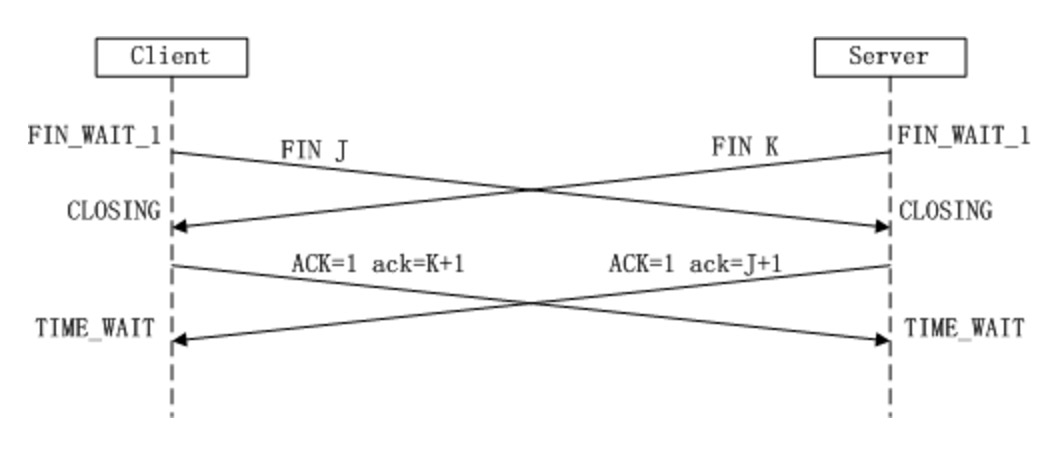 Client Server
FIN_WAIT_1 FIN_WAIT_1
FIN J FIN K
CLOSING CLOSING
ACK=1 ack=K+1 ACK=1 ack=J+1
TIME_WAIT TIME_WAIT